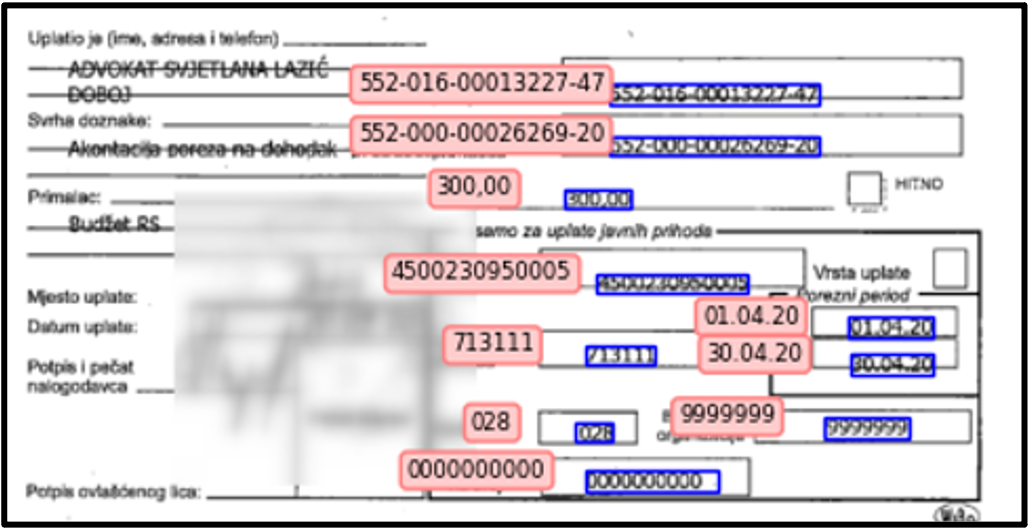 Uplatio je (ime, adresa i telefon)
ADVOKAT SVJETLANA LAZIĆ
552-016-00013227-47
552-016-00013227-47
DOBOJ
Svrha doznake:
552-000-00026269-20
552-000-00026269-20
Akontacija poreza na dohodak
300,00
300,00
HITNO
Primalac:
Budžet RS
samo za uplate javnih prihoda
4500230950005
4500230950005
Vrsta uplate
Mjesto uplate:
Porezni period
01.04.20
01.04.20
Datum uplate:
713111
713111
30.04.20
30.04.20
Potpis i pečat
nalogodavca
028
028
9999999
9999999
0000000000
0000000000
Potpis ovlašćenog lica: